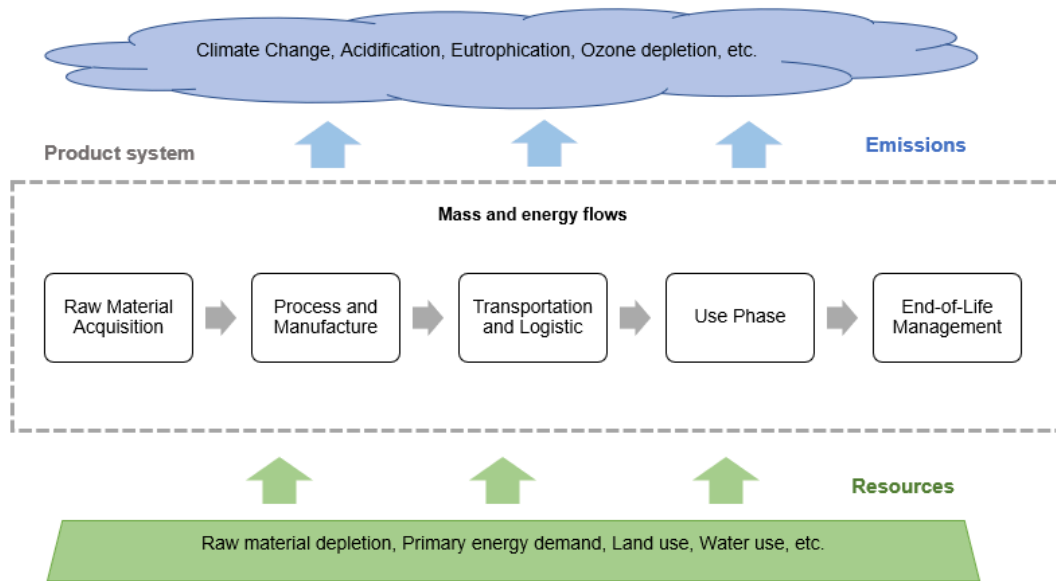 Climate Change, Acidification, Eutrophication, Ozone depletion, etc.
Product system
Emissions
Mass and energy flows
Raw Material
Acquisition
Process and
Manufacture
Transportation
and Logistic
Use Phase
End-of-Life
Management
Resources
Raw material depletion, Primary energy demand, Land use, Water use, etc.